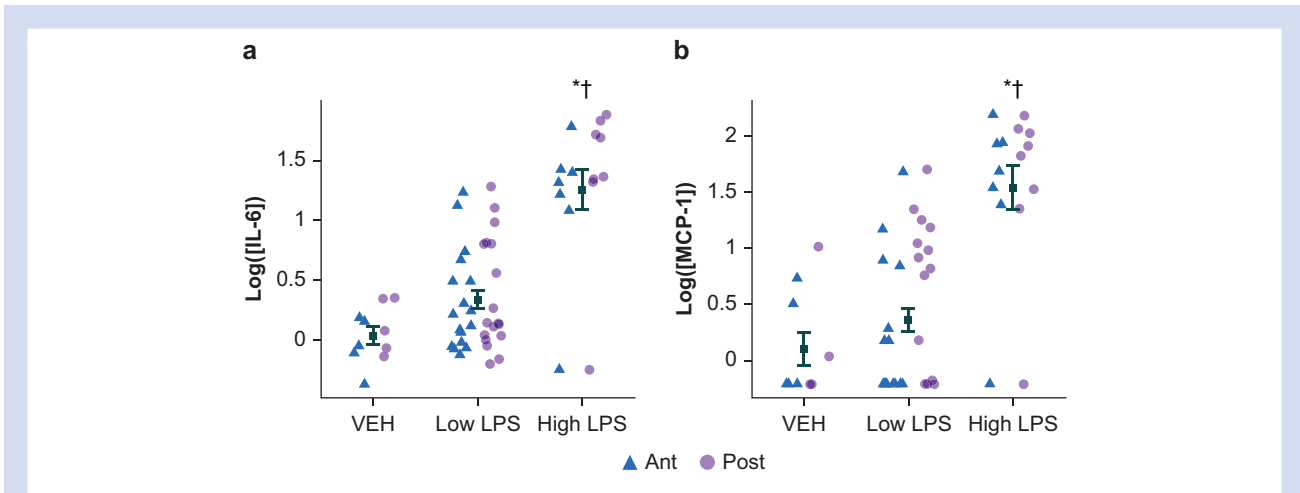 a
*†
Log([IL-6])
1.5
1
0.5
0
VEH Low LPS High LPS
b
*†
Log([MCP-1])
2
1.5
1
0.5
0
VEH Low LPS High LPS
Ant Post